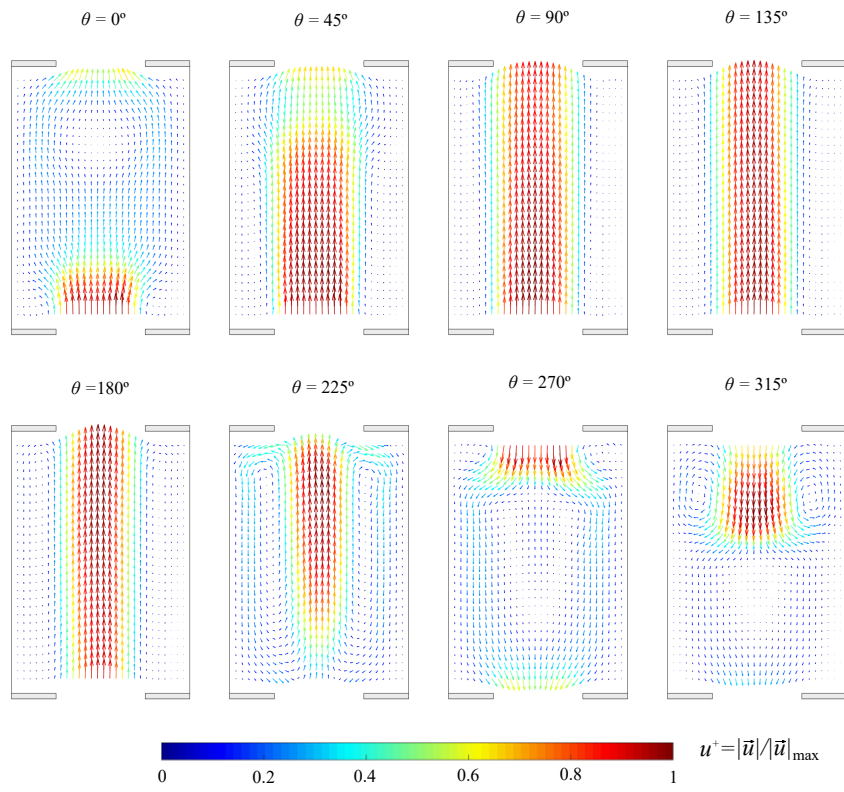 θ = 0º
θ = 45º
θ = 90º
θ = 135º
θ =180º
θ = 225º
θ = 270º
θ = 315º
u⁺=|u⃗|/|u⃗|max
0 0.2 0.4 0.6 0.8 1